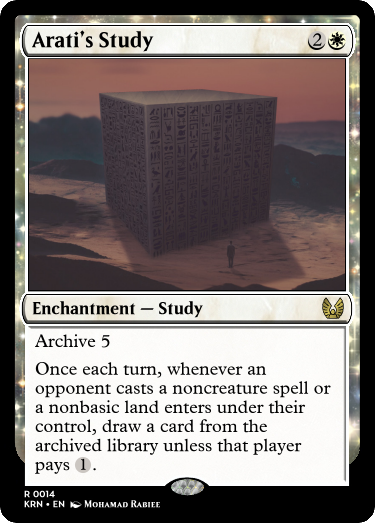 Arati's Study 2
Enchantment — Study
Archive 5
Once each turn, whenever an
opponent casts a noncreature spell or
a nonbasic land enters under their
control, draw a card from the
archived library unless that player
pays 1.
R 0014
KRN • EN Mohamad Rabiee